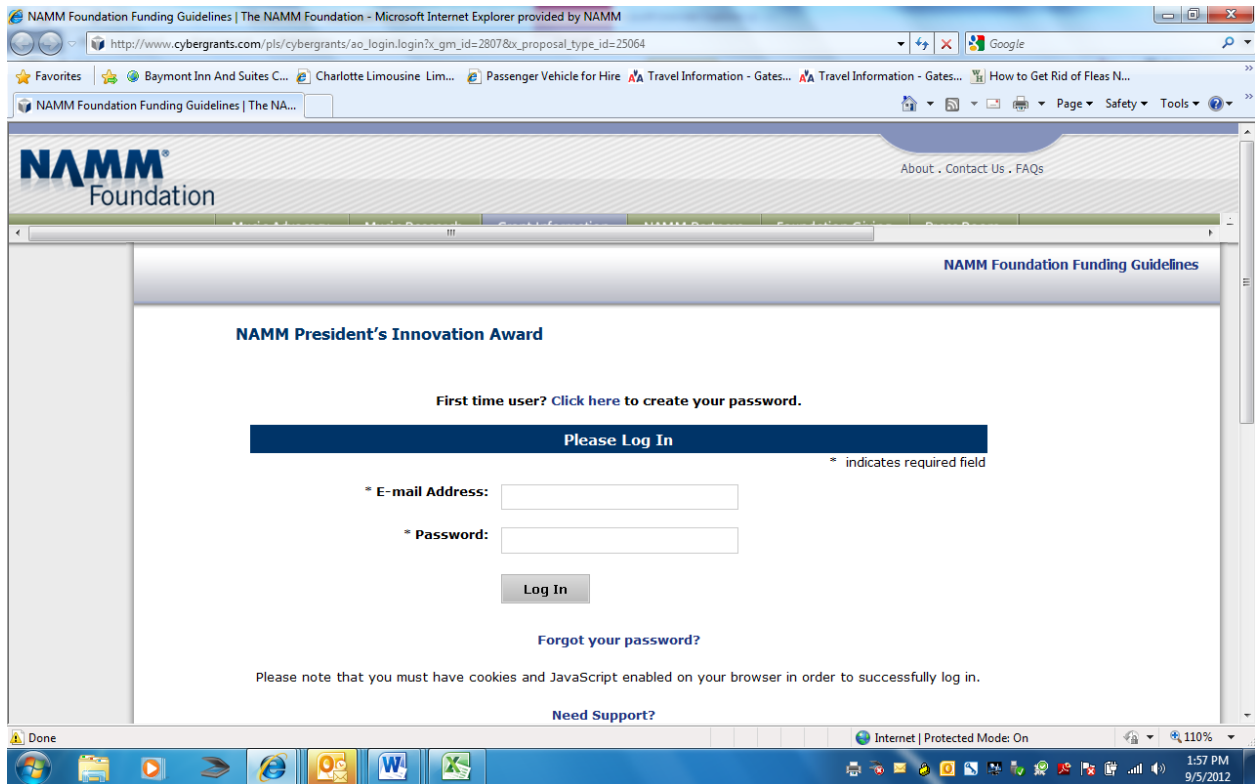 NAMM Foundation Funding Guidelines | The NAMM Foundation - Microsoft Internet Explorer provided by NAMM
http://www.cybergrants.com/pls/cybergrants/ao_login.login?x_gm_id=2807&x_proposal_type_id=25064
Google
Favorites Baymont Inn And Suites C... Charlotte Limousine Lim... Passenger Vehicle for Hire Travel Information - Gates... Travel Information - Gates... How to Get Rid of Fleas N...
NAMM Foundation Funding Guidelines | The NA...
Page Safety Tools
NAMM®
Foundation
About . Contact Us . FAQs
NAMM Foundation Funding Guidelines
NAMM President's Innovation Award
First time user? Click here to create your password.
Please Log In
* indicates required field
* E-mail Address:
* Password:
Log In
Forgot your password?
Please note that you must have cookies and JavaScript enabled on your browser in order to successfully log in.
Need Support?
Done
Internet | Protected Mode: On
110%
1:57 PM
9/5/2012